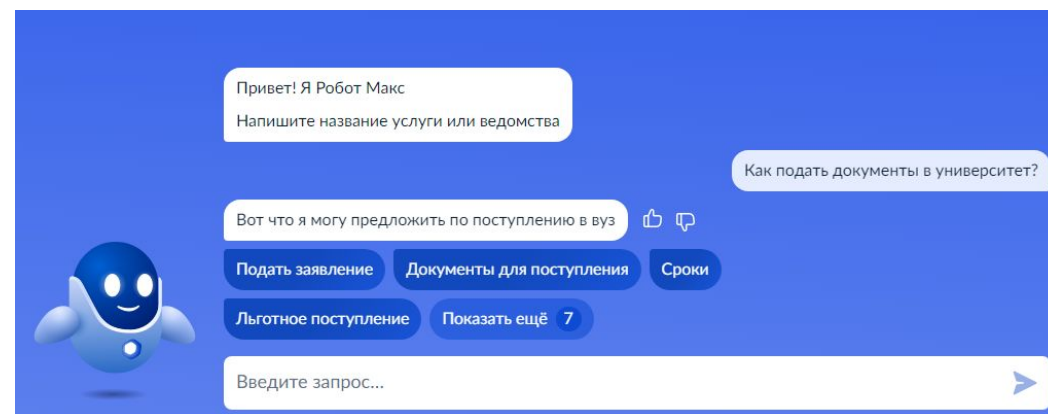 Привет! Я Робот Макс
Напишите название услуги или ведомства
Как подать документы в университет?
Вот что я могу предложить по поступлению в вуз
Подать заявление
Документы для поступления
Сроки
Льготное поступление
Показать ещё 7
Введите запрос...